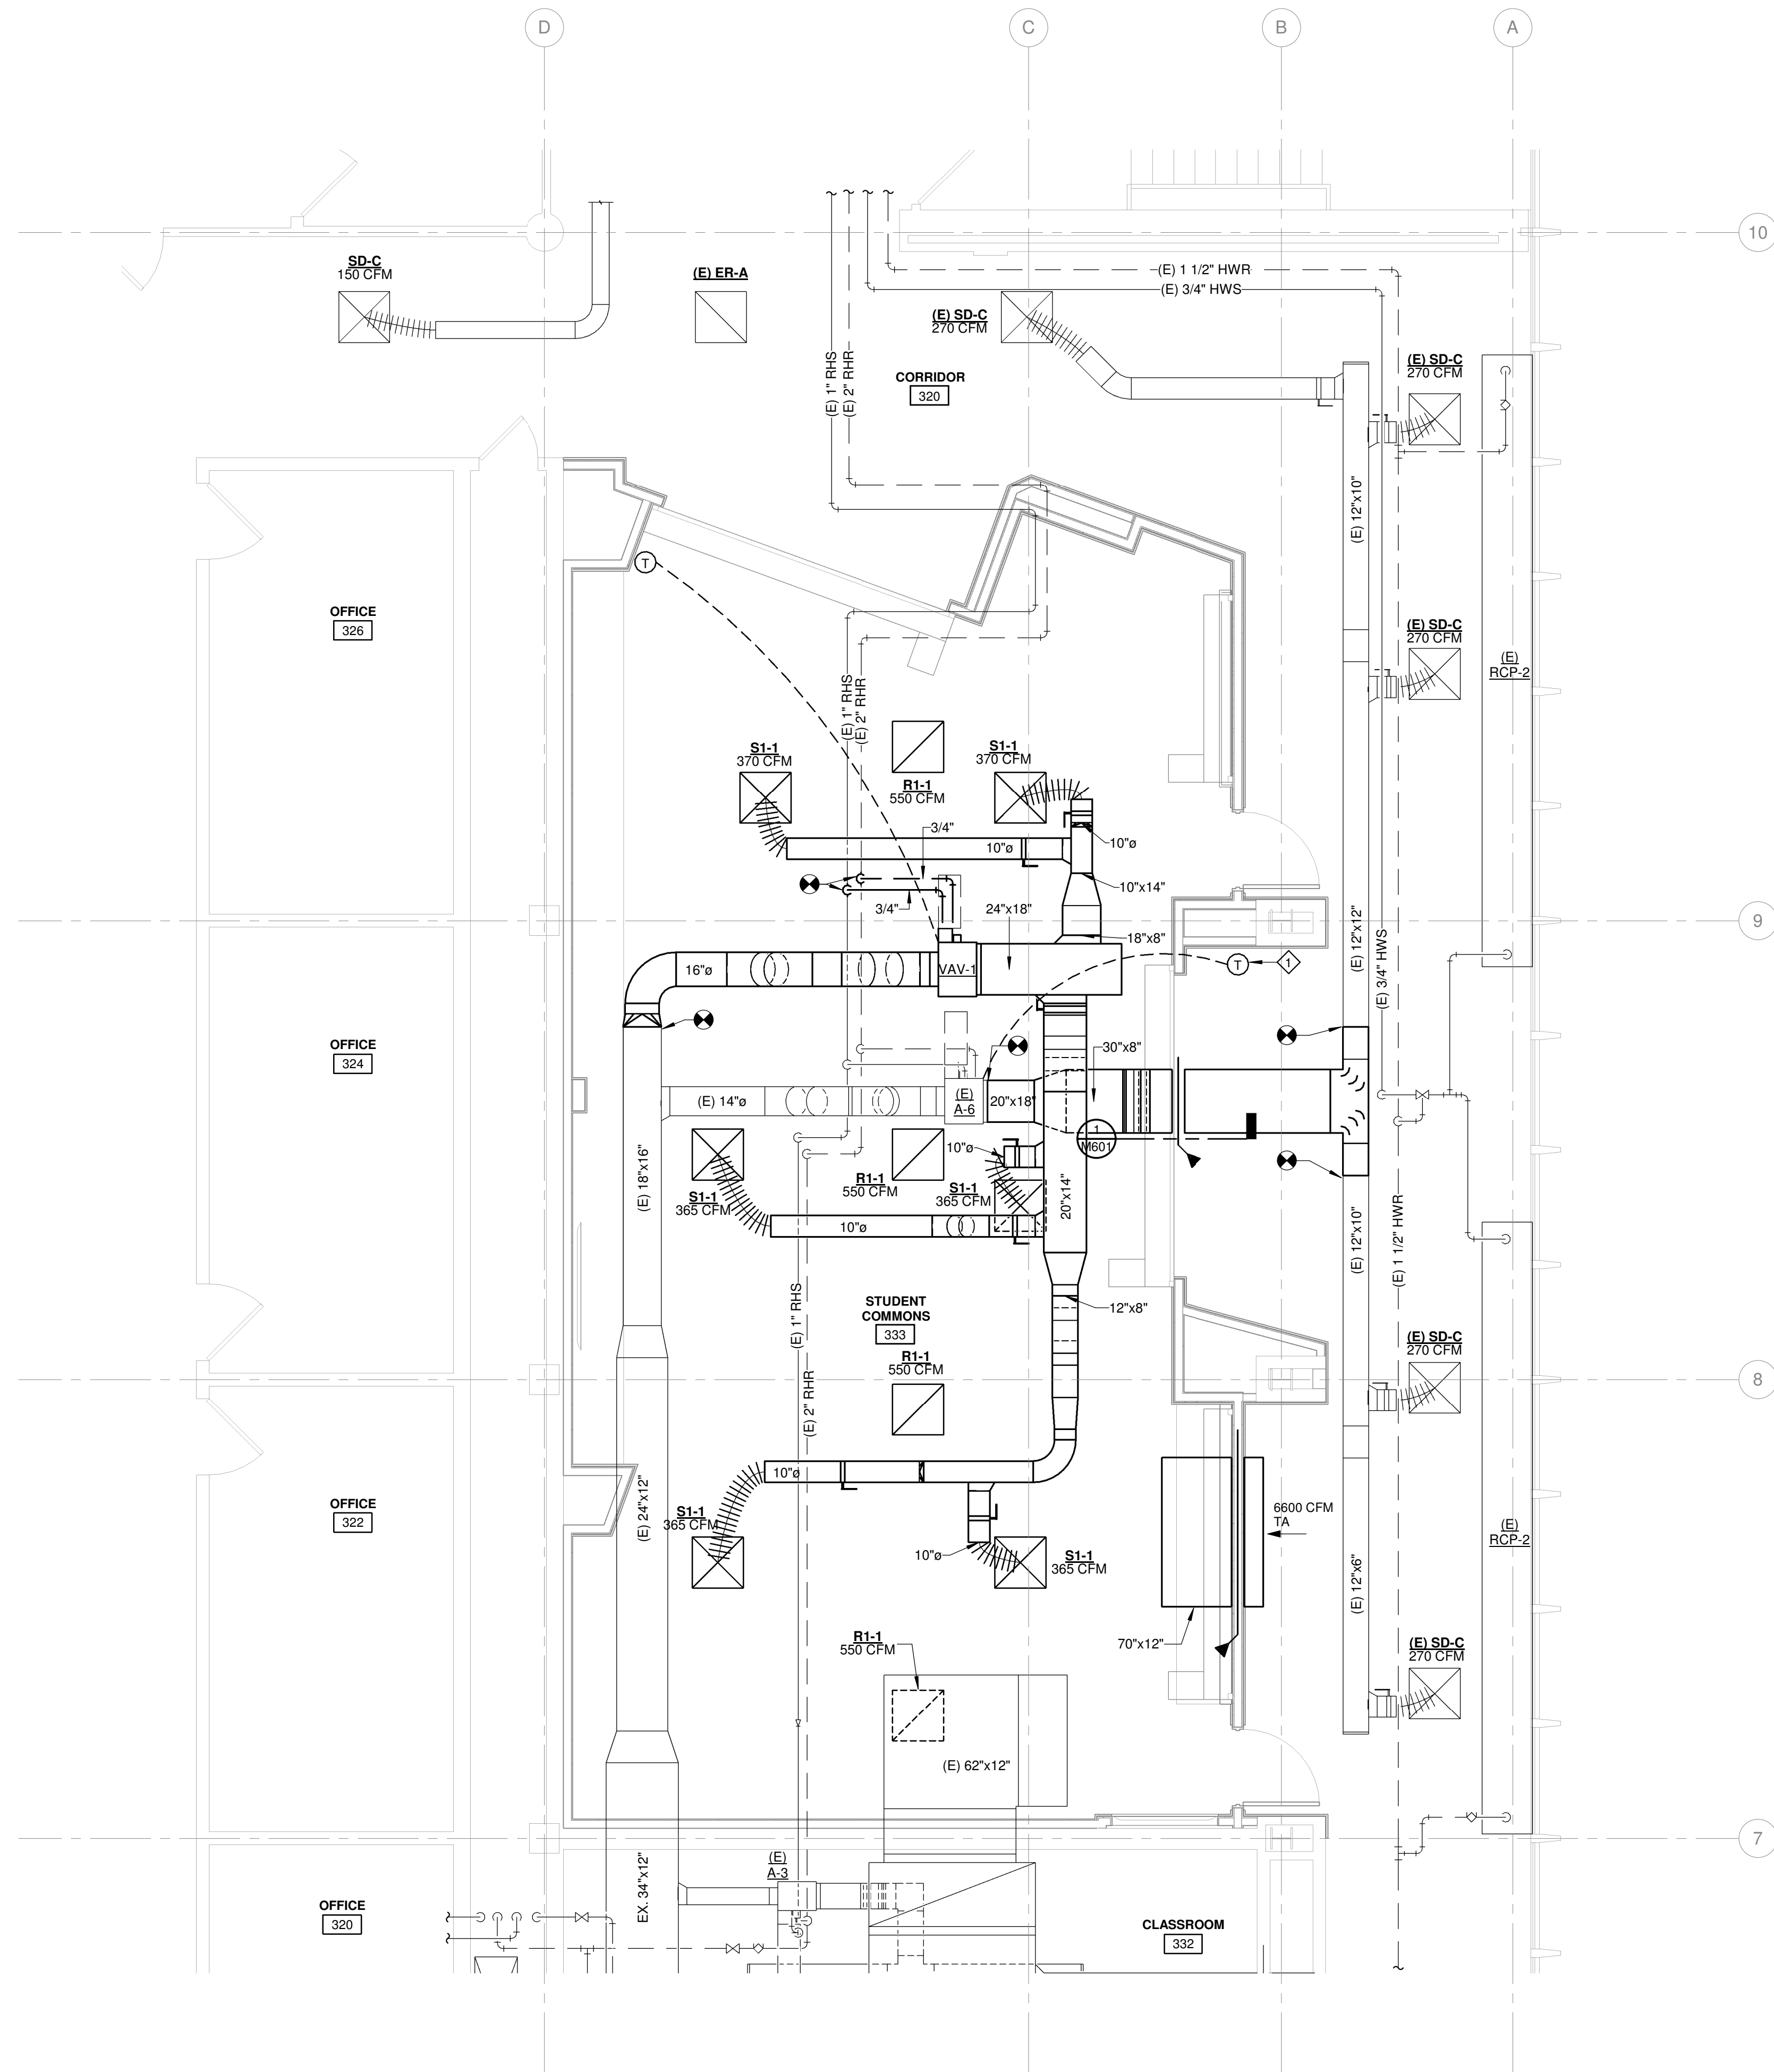 D
C
B
A
10
SD-C
150 CFM
(E) ER-A
(E) 1 1/2" HWR
(E) 3/4" HWS
(E) SD-C
270 CFM
(E) 1" RHS
(E) 2" RHR
CORRIDOR
320
(E) SD-C
270 CFM
(E) 12"x10"
T
OFFICE
326
(E) SD-C
270 CFM
(E)
RCP-2
(E) 1" RHS
(E) 2" RHR
S1-1
370 CFM
R1-1
550 CFM
S1-1
370 CFM
3/4"
10"ø
10"ø
10"x14"
3/4"
24"x18"
18"x8"
9
(E) 12"x12"
(E) 3/4" HWS
16"ø
VAV-1
T
1
OFFICE
324
30"x8"
(E) 14"ø
(E)
A-6
20"x18"
1
M601
10"ø
(E) 18"x16"
R1-1
550 CFM
S1-1
365 CFM
S1-1
365 CFM
20"x14"
10"ø
(E) 12"x10"
(E) 1 1/2" HWR
(E) 1" RHS
STUDENT
COMMONS
333
12"x8"
(E) SD-C
270 CFM
R1-1
550 CFM
(E) 2" RHR
8
10"ø
(E) 24"x12"
OFFICE
322
S1-1
365 CFM
6600 CFM
TA
(E)
RCP-2
10"ø
S1-1
365 CFM
(E) 12"x6"
R1-1
550 CFM
70"x12"
(E) SD-C
270 CFM
(E) 62"x12"
7
(E)
A-3
EX. 34"x12"
OFFICE
320
CLASSROOM
332